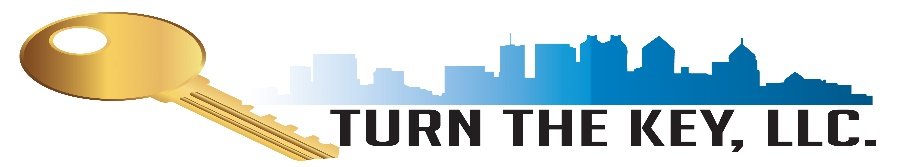 TURN THE KEY, LLC.